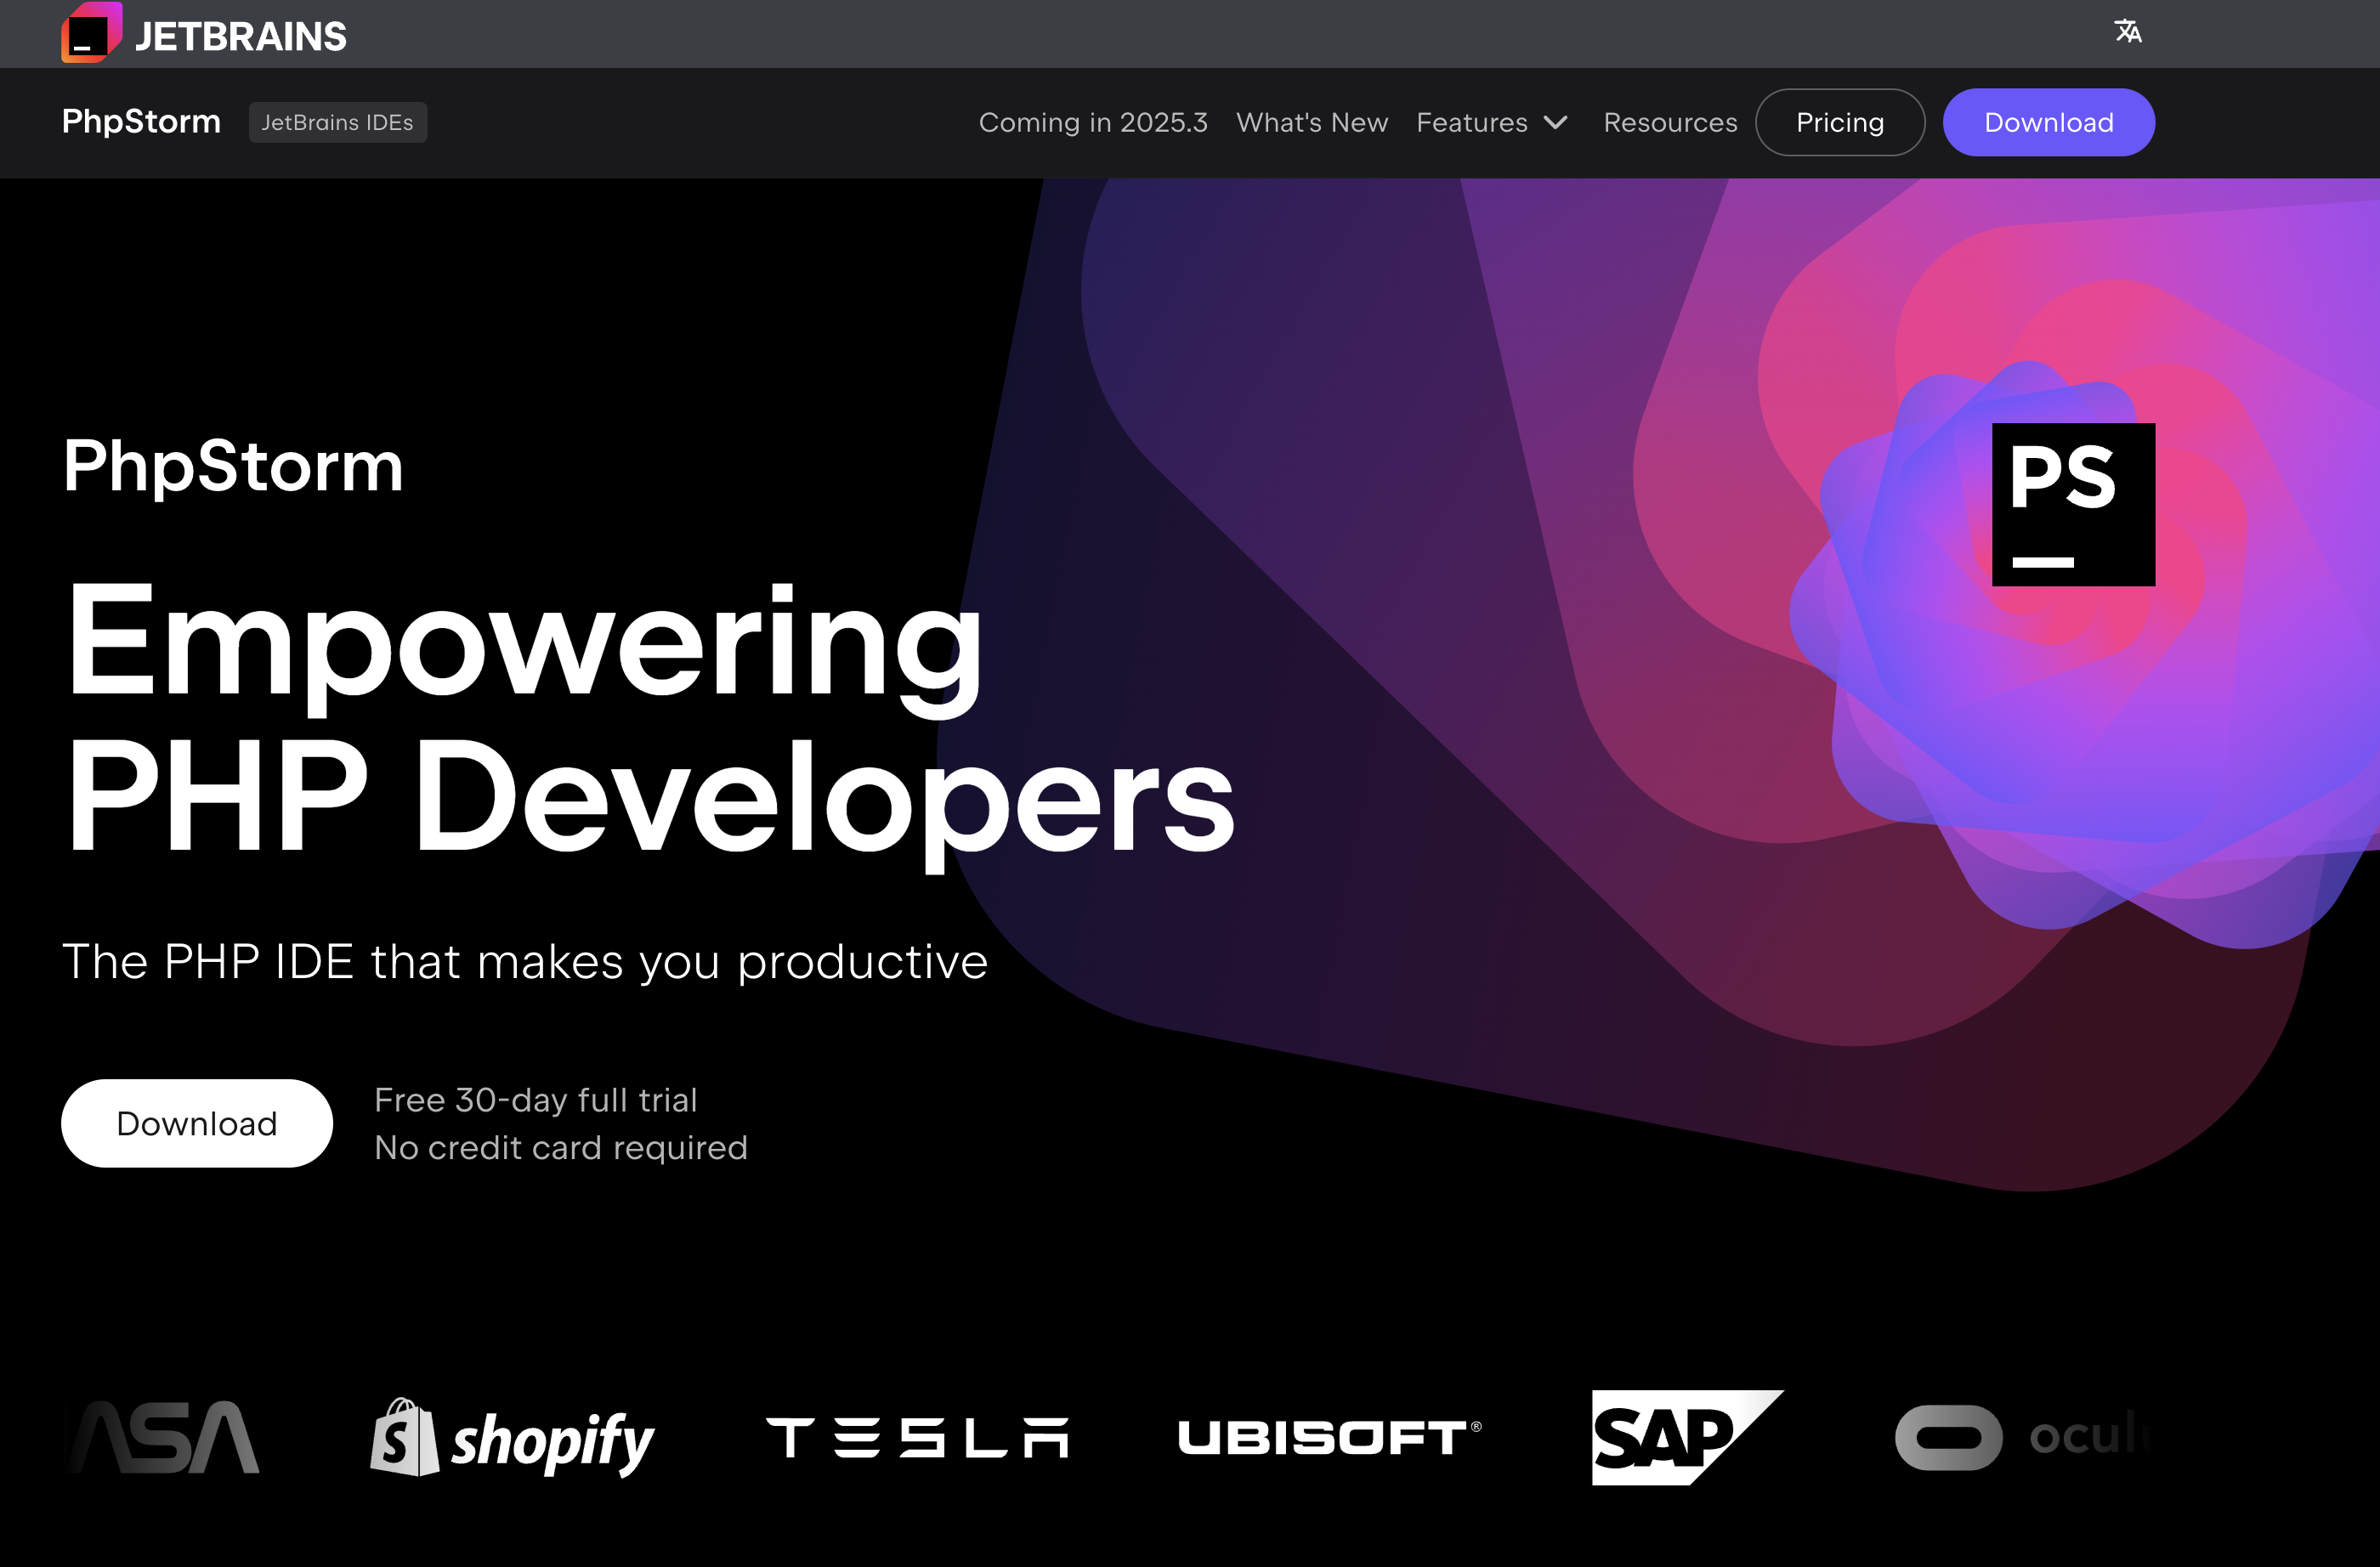 JETBRAINS
PhpStorm JetBrains IDEs Coming in 2025.3 What's New Features Resources Pricing Download
PhpStorm
PS
Empowering
PHP Developers
The PHP IDE that makes you productive
Download
Free 30-day full trial
No credit card required
shopify TESLA UBISOFT® SAP